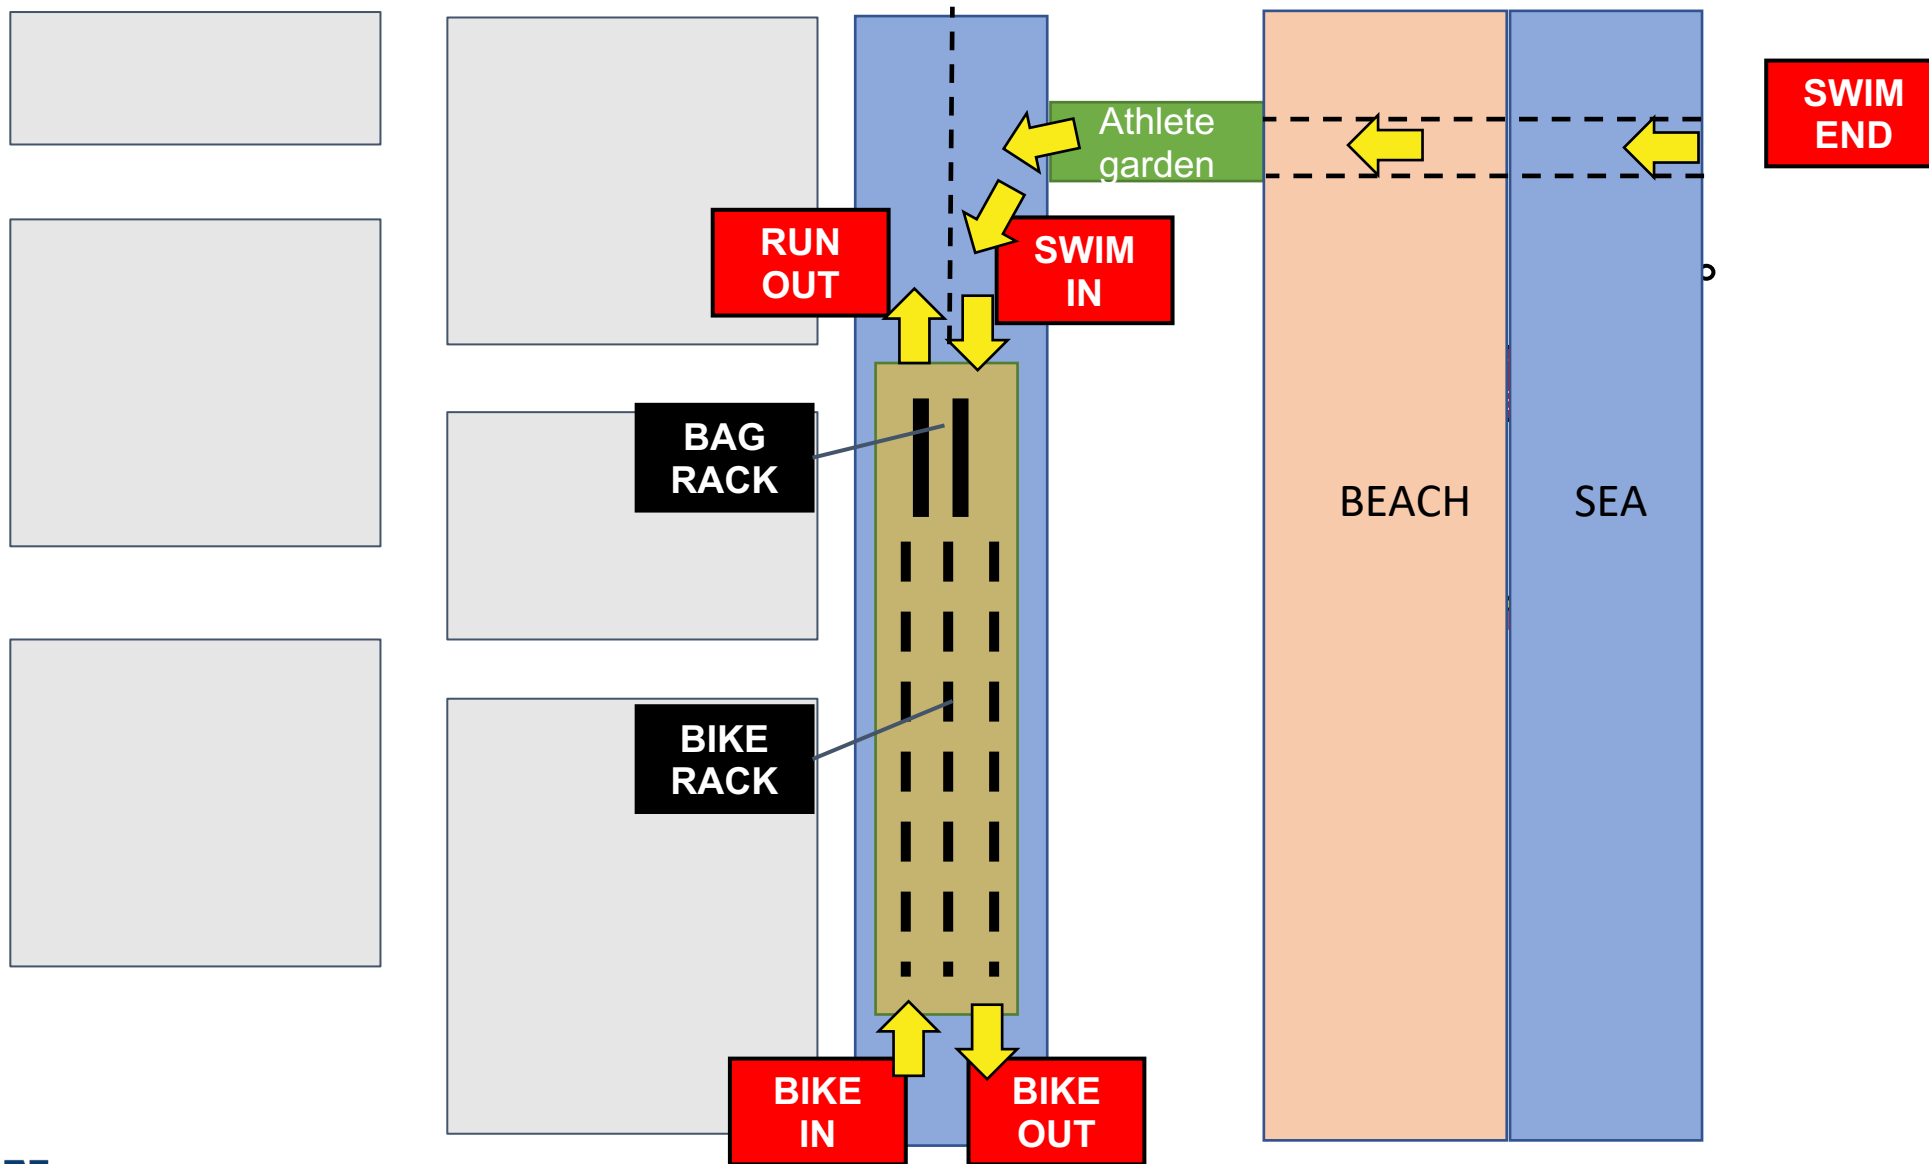 SWIM
END
Athlete
garden
RUN
OUT
SWIM
IN
BAG
RACK
BEACH
SEA
BIKE
RACK
BIKE
IN
BIKE
OUT